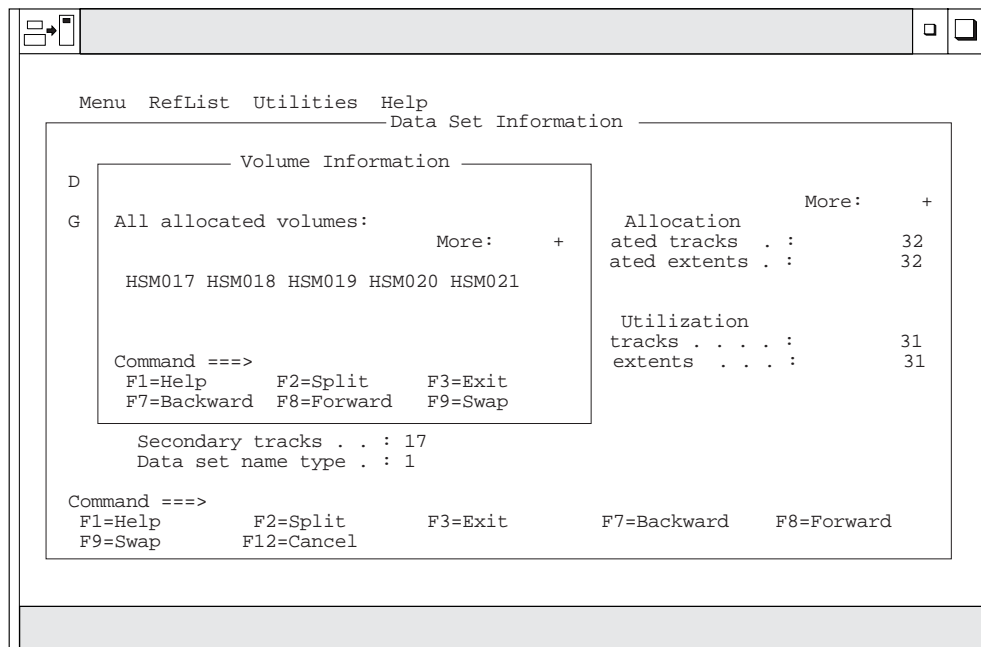 Menu RefList Utilities Help
Data Set Information
Volume Information
D
More: +
G All allocated volumes: Allocation
More: + ated tracks . : 32
ated extents . : 32
HSM017 HSM018 HSM019 HSM020 HSM021
Utilization
tracks . . . . : 31
Command ===> extents . . . : 31
F1=Help F2=Split F3=Exit
F7=Backward F8=Forward F9=Swap
Secondary tracks . . : 17
Data set name type . : 1
Command ===>
F1=Help F2=Split F3=Exit F7=Backward F8=Forward
F9=Swap F12=Cancel